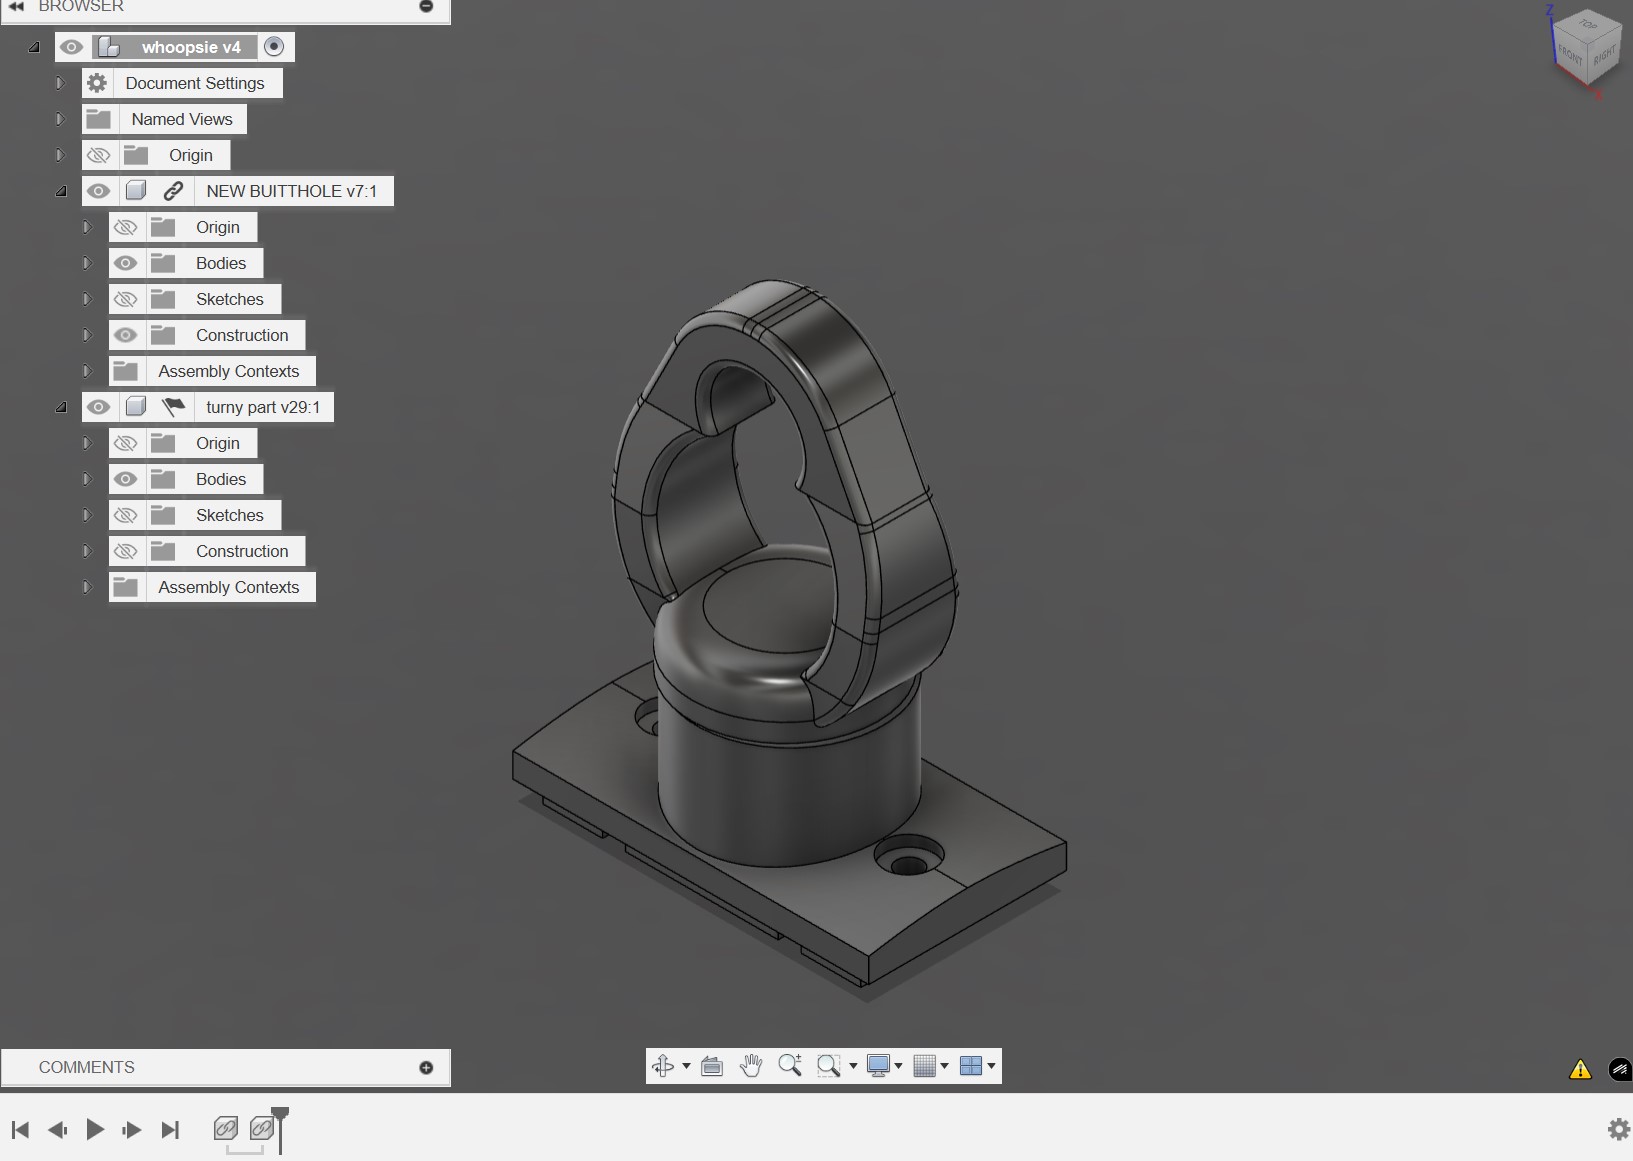 BROWSER
whoopsie v4
Document Settings
Named Views
Origin
NEW BUITTHOLE v7:1
Origin
Bodies
Sketches
Construction
Assembly Contexts
turny part v29:1
Origin
Bodies
Sketches
Construction
Assembly Contexts
Z
TOP
FRONT
RIGHT
X
COMMENTS